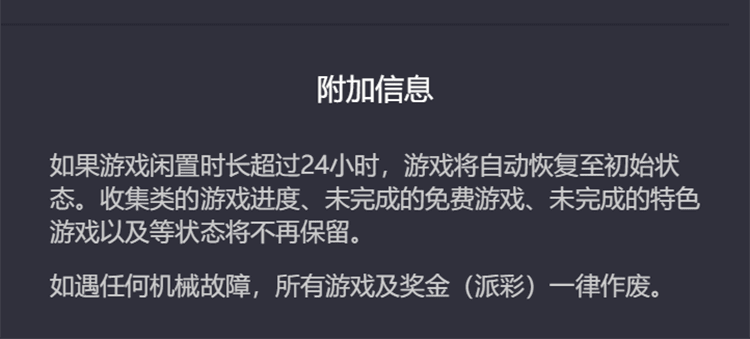 附加信息
如果游戏闲置时长超过24小时，游戏将自动恢复至初始状
态。收集类的游戏进度、未完成的免费游戏、未完成的特色
游戏以及等状态将不再保留。
如遇任何机械故障，所有游戏及奖金（派彩）一律作废。